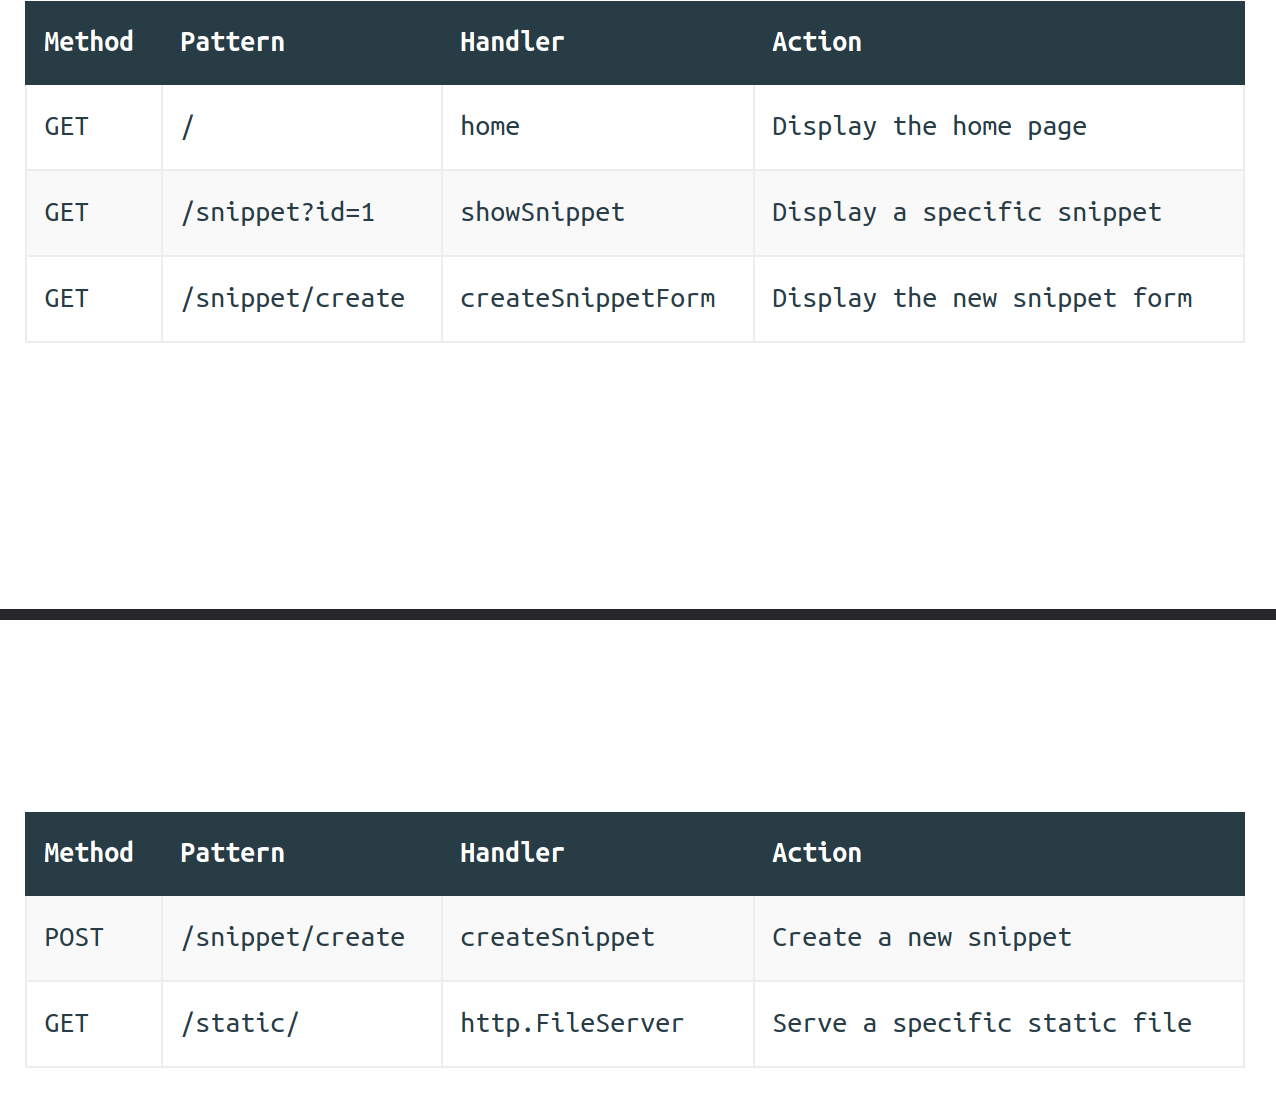 Method Pattern Handler Action
GET / home Display the home page
GET /snippet?id=1 showSnippet Display a specific snippet
GET /snippet/create createSnippetForm Display the new snippet form
Method Pattern Handler Action
POST /snippet/create createSnippet Create a new snippet
GET /static/ http.FileServer Serve a specific static file